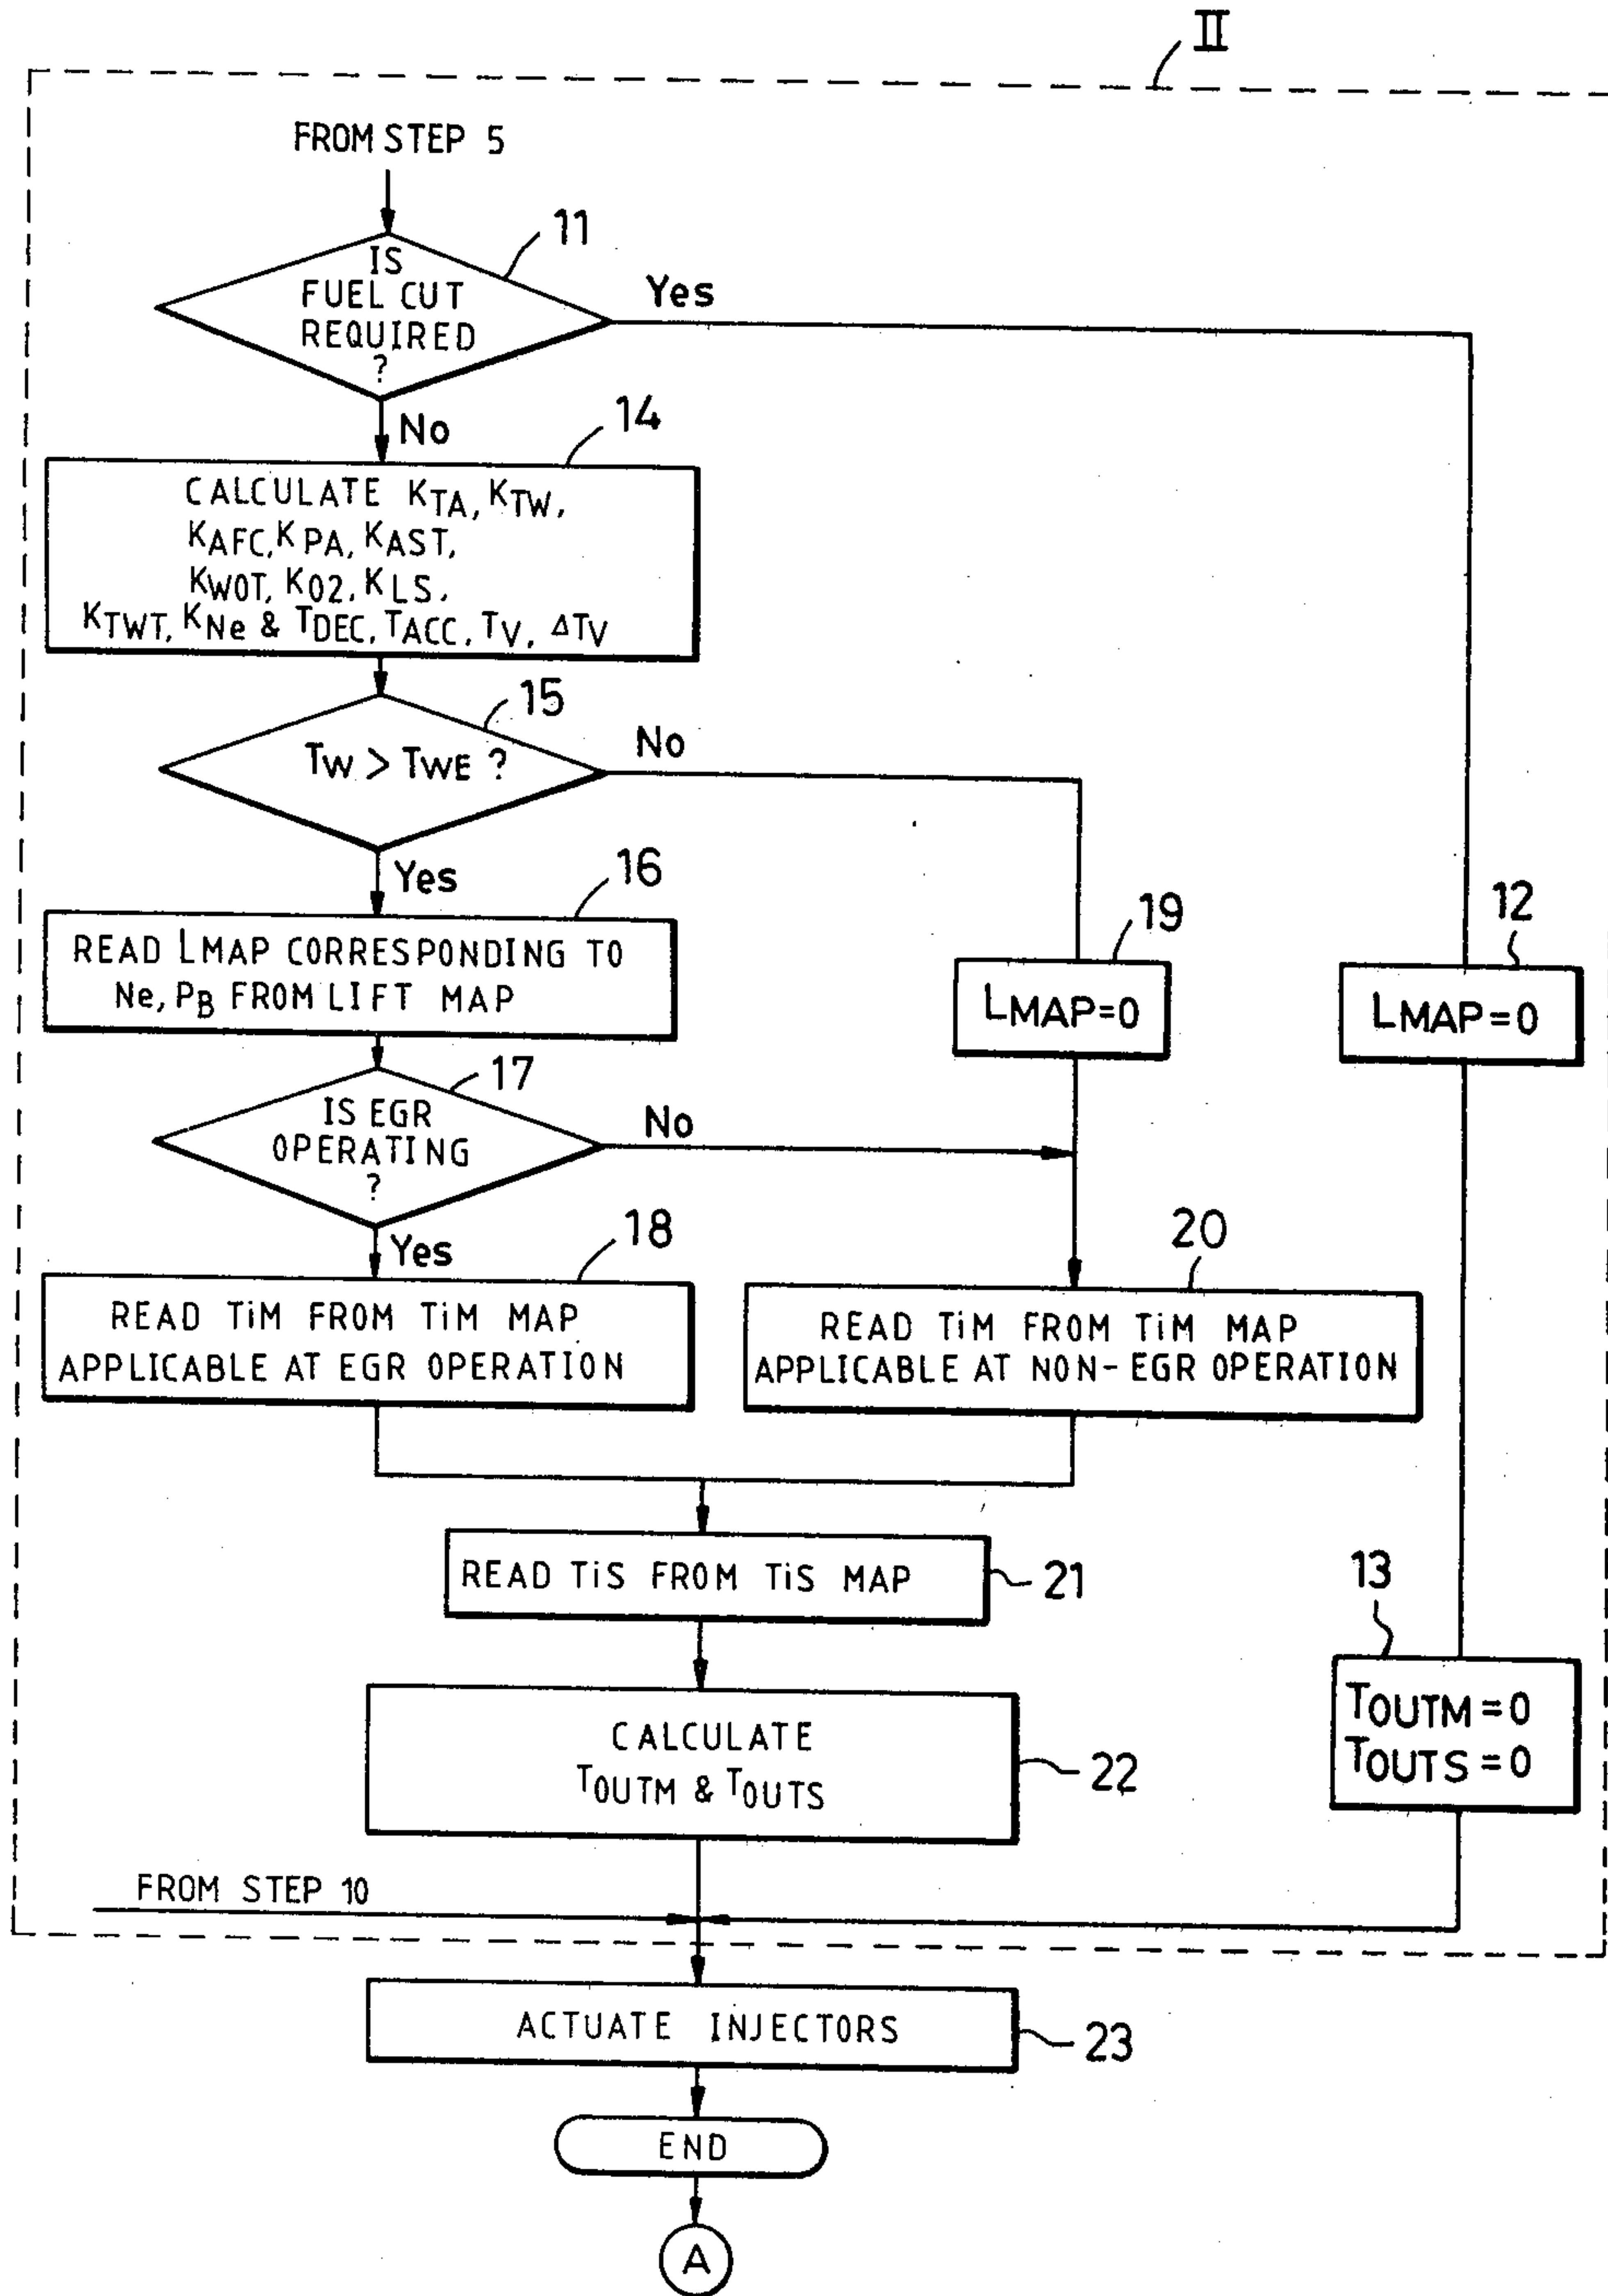 II
FROM STEP 5
11
IS
FUEL CUT
REQUIRED
?
Yes
No
14
CALCULATE KTA, KTW,
KAFC, KPA, KAST,
KWOT, KO2, KLS,
KTWT, KNe & TDEC, TACC, TV, ΔTV
15
TW > TWE ?
No
Yes
16
READ LMAP CORRESPONDING TO
Ne, PB FROM LIFT MAP
19
LMAP=0
12
LMAP=0
17
IS EGR
OPERATING
?
No
Yes
18
READ TiM FROM TiM MAP
APPLICABLE AT EGR OPERATION
20
READ TiM FROM TiM MAP
APPLICABLE AT NON-EGR OPERATION
READ TiS FROM TiS MAP
21
13
TOUTM=0
TOUTS=0
CALCULATE
TOUTM & TOUTS
22
FROM STEP 10
ACTUATE INJECTORS
23
END
A